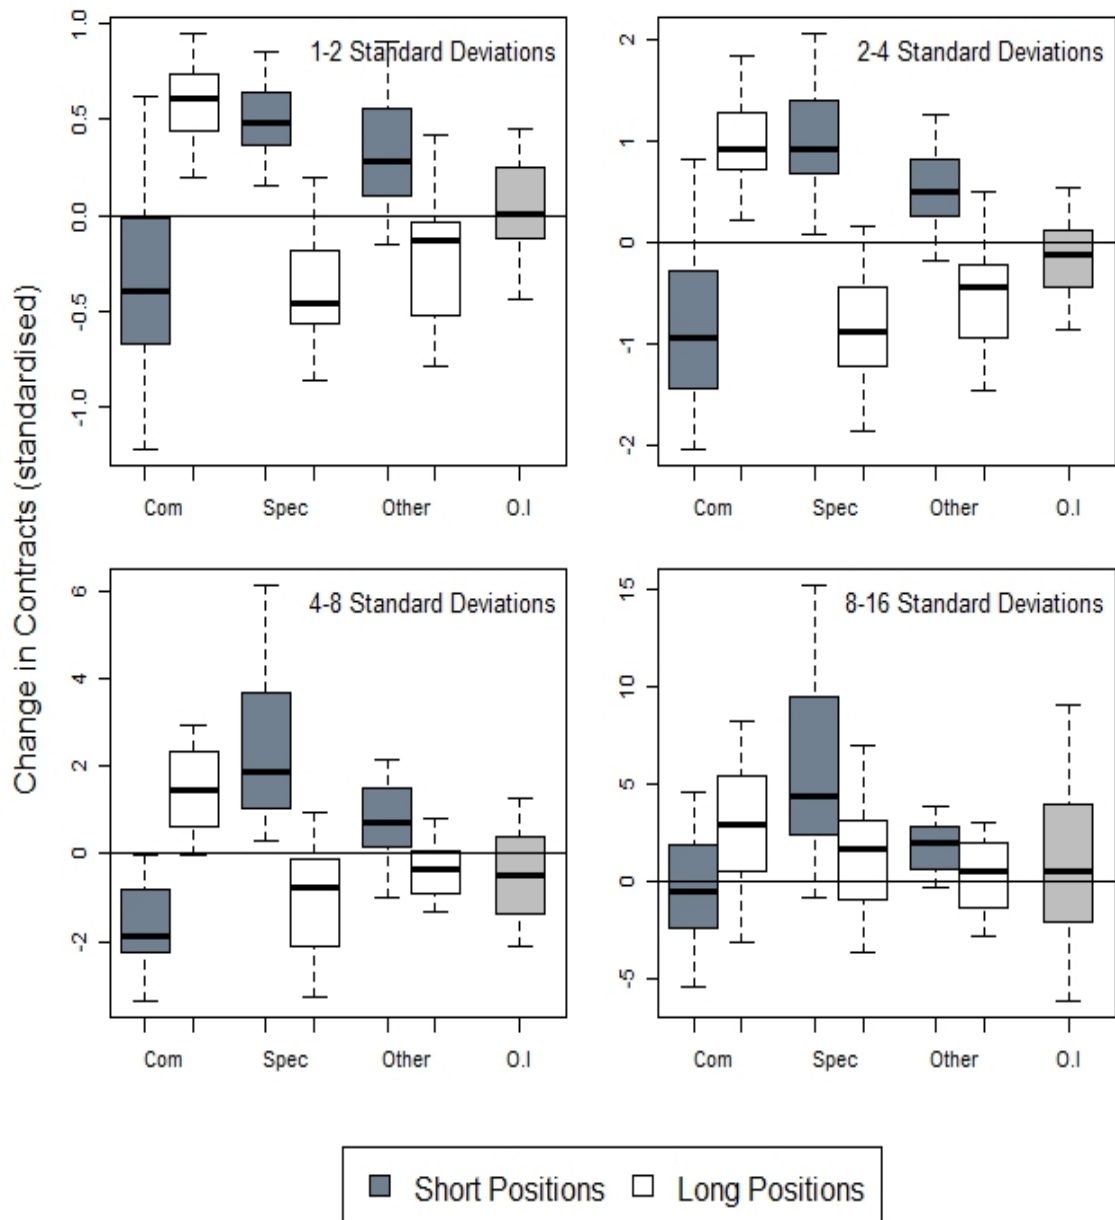 Change in Contracts (standardised)
1-2 Standard Deviations
1.0
0.5
0.0
-0.5
-1.0
Com Spec Other O.I
2-4 Standard Deviations
2
1
0
-1
-2
Com Spec Other O.I
4-8 Standard Deviations
6
4
2
0
-2
Com Spec Other O.I
8-16 Standard Deviations
15
10
5
0
-5
Com Spec Other O.I
Short Positions Long Positions